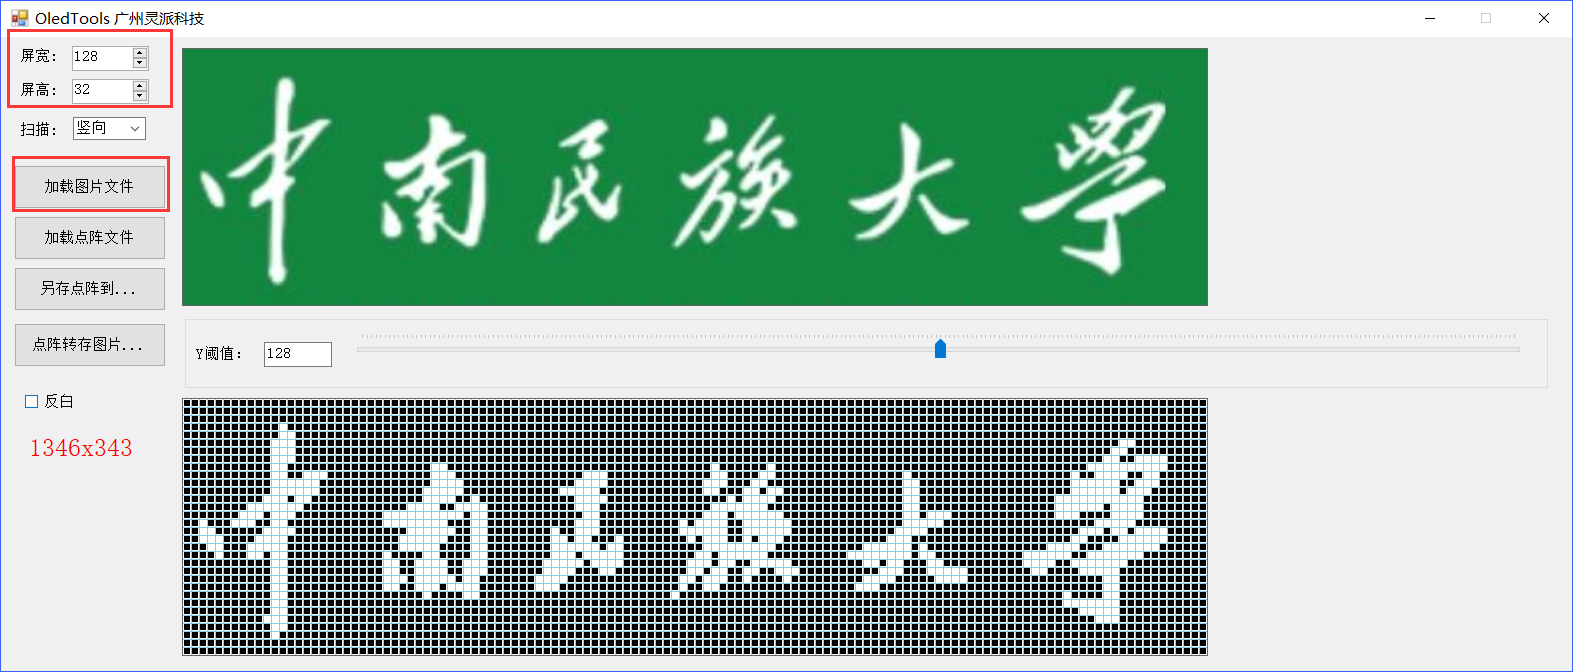 OledTools 广州灵派科技
屏宽： 128
屏高： 32
扫描： 竖向
加载图片文件
加载点阵文件
另存点阵到...
点阵转存图片...
反白
1346x343
中南民族大学
Y阈值： 128
中南民族大学